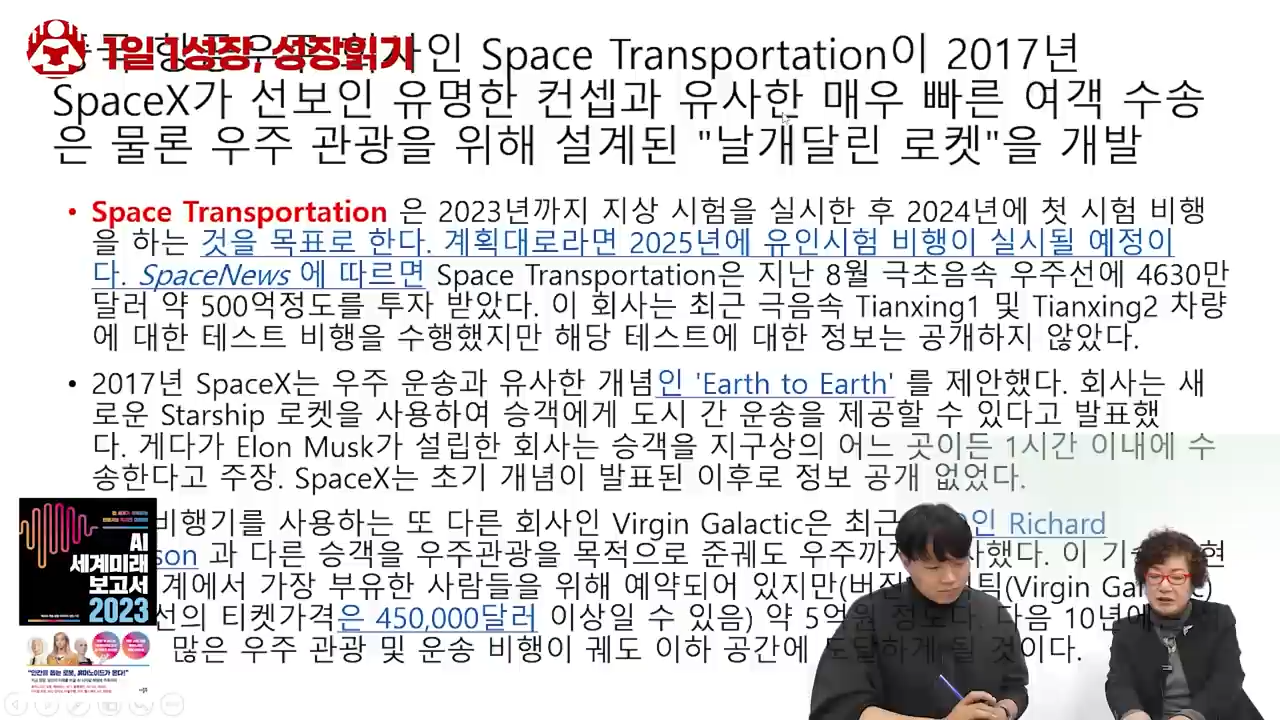 1일 1성장, 성장읽기
인 Space Transportation이 2017년
SpaceX가 선보인 유명한 컨셉과 유사한 매우 빠른 여객 수송
은 물론 우주 관광을 위해 설계된 "날개달린 로켓"을 개발
• Space Transportation 은 2023년까지 지상 시험을 실시한 후 2024년에 첫 시험 비행
을 하는 것을 목표로 한다. 계획대로라면 2025년에 유인시험 비행이 실시될 예정이
다. SpaceNews 에 따르면 Space Transportation은 지난 8월 극초음속 우주선에 4630만
달러 약 500억정도를 투자 받았다. 이 회사는 최근 극음속 Tianxing1 및 Tianxing2 차량
에 대한 테스트 비행을 수행했지만 해당 테스트에 대한 정보는 공개하지 않았다.
• 2017년 SpaceX는 우주 운송과 유사한 개념인 'Earth to Earth' 를 제안했다. 회사는 새
로운 Starship 로켓을 사용하여 승객에게 도시 간 운송을 제공할 수 있다고 발표했
다. 게다가 Elon Musk가 설립한 회사는 승객을 지구상의 어느 곳이든 1시간 이내에 수
송한다고 주장. SpaceX는 초기 개념이 발표된 이후로 정보 공개 없었다.
비행기를 사용하는 또 다른 회사인 Virgin Galactic은 최근 인 Richard
son 과 다른 승객을 우주관광을 목적으로 준궤도 우주까지 했다. 이 현
계에서 가장 부유한 사람들을 위해 예약되어 있지만(버진 틱(Virgin Galactic)
선의 티켓가격은 450,000달러 이상일 수 있음) 약 5억원 정도다. 다음 10년에
많은 우주 관광 및 운송 비행이 궤도 이하 공간에 도달하게 될 것이다.
AI
세계미래
보고서
2023
"인간을 돕는 로봇, 휴머노이드가 온다!"